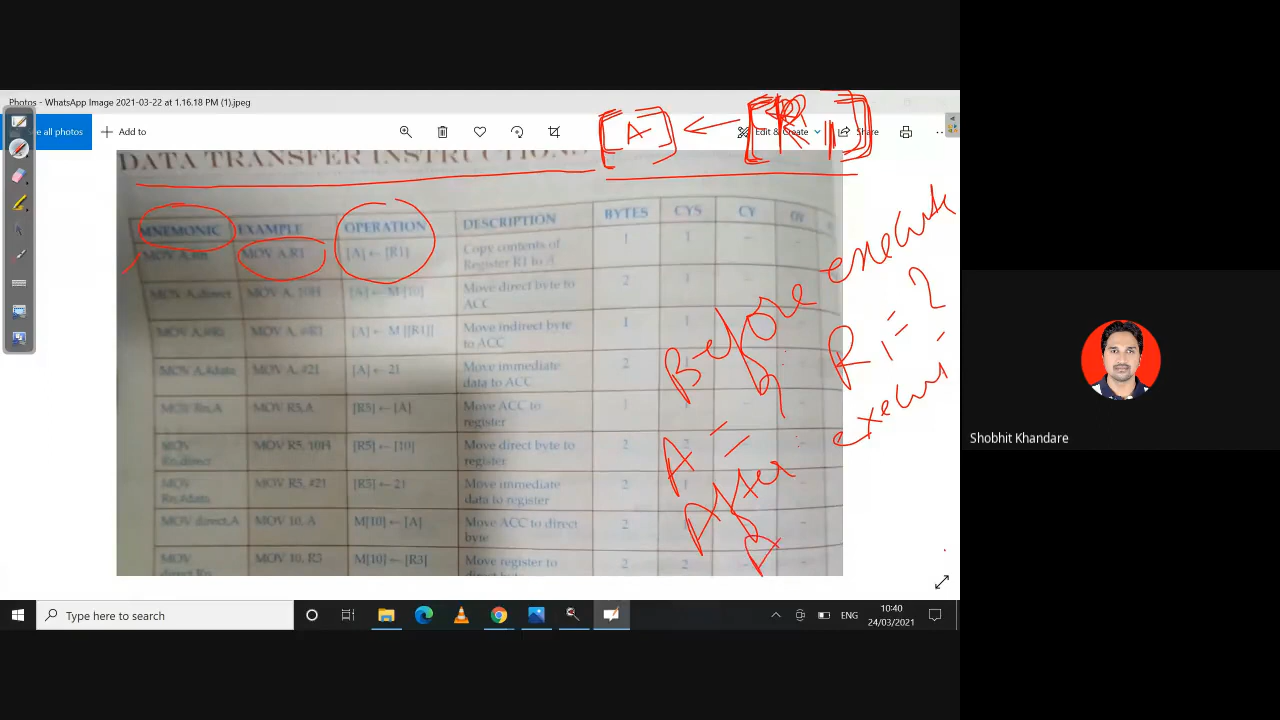 Photos - WhatsApp Image 2021-03-22 at 1.16.18 PM (1).jpeg
all photos
Add to
Edit & Create
Share
[A] ← [R1]
DATA TRANSFER INSTRUCTIONS
MNEMONIC EXAMPLE OPERATION DESCRIPTION BYTES CYS CY OV
MOV A,Rn MOV A,R1 [A] ← [R1] Copy contents of Register R1 to A 1 1 - -
MOV A,direct MOV A, 10H [A] ← M [10] Move direct byte to ACC 2 1 - -
MOV A, [A] ← M [[R1]] Move indirect byte to ACC 1 1
MOV A,#data MOV A, #21 [A] ← 21 Move immediate data to ACC 2
MOV Rn,A MOV R5,A [R5] ← [A] Move ACC to register 1
MOV Rn,direct MOV R5, 10H [R5] ← [10] Move direct byte to register 2 2
MOV Rn,#data MOV R5, #21 [R5] ← 21 Move immediate data to register 2 1
MOV direct,A MOV 10, A M[10] ← [A] Move ACC to direct byte 2
MOV direct,Rn MOV 10, R3 M[10] ← [R3] Move register to direct byte 2 2
Before execute
A = R1 = 2
After
A
Shobhit Khandare
Type here to search
ENG
10:40
24/03/2021